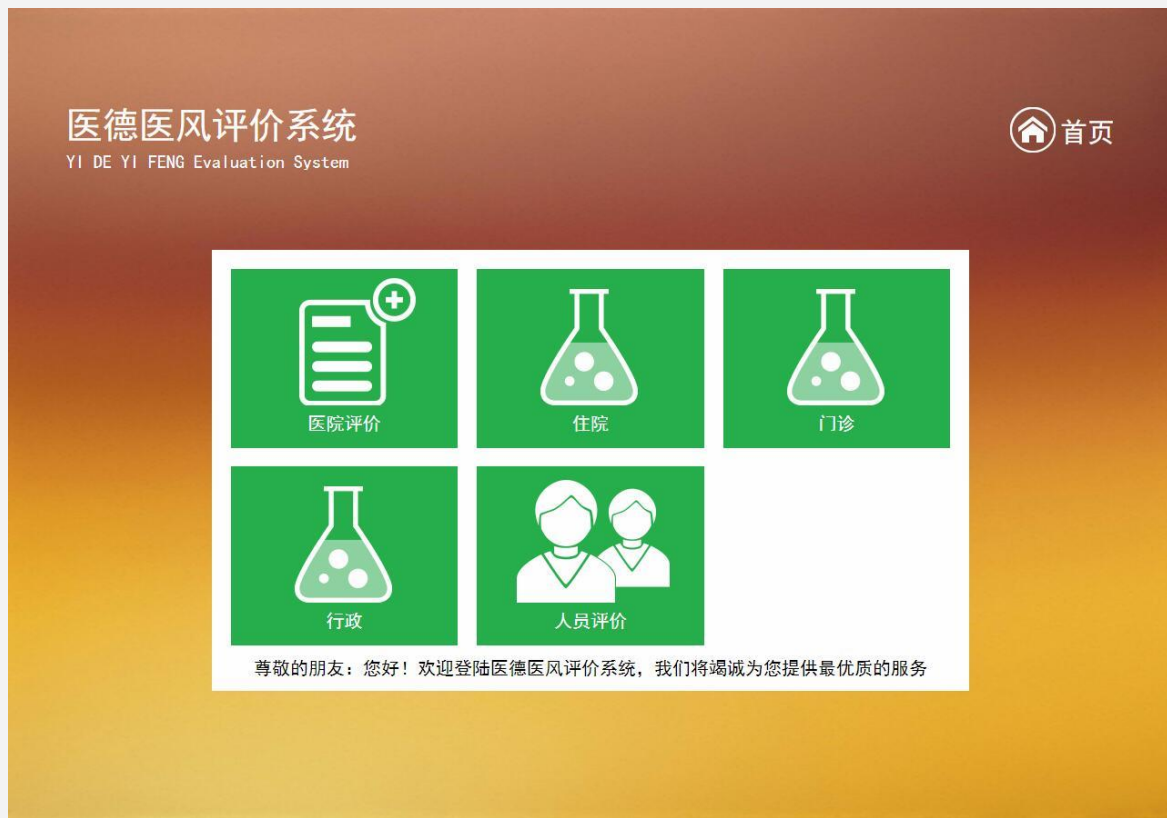 医德医风评价系统
YI DE YI FENG Evaluation System
首页
医院评价
住院
门诊
行政
人员评价
尊敬的朋友：您好！欢迎登陆医德医风评价系统，我们将竭诚为您提供最优质的服务